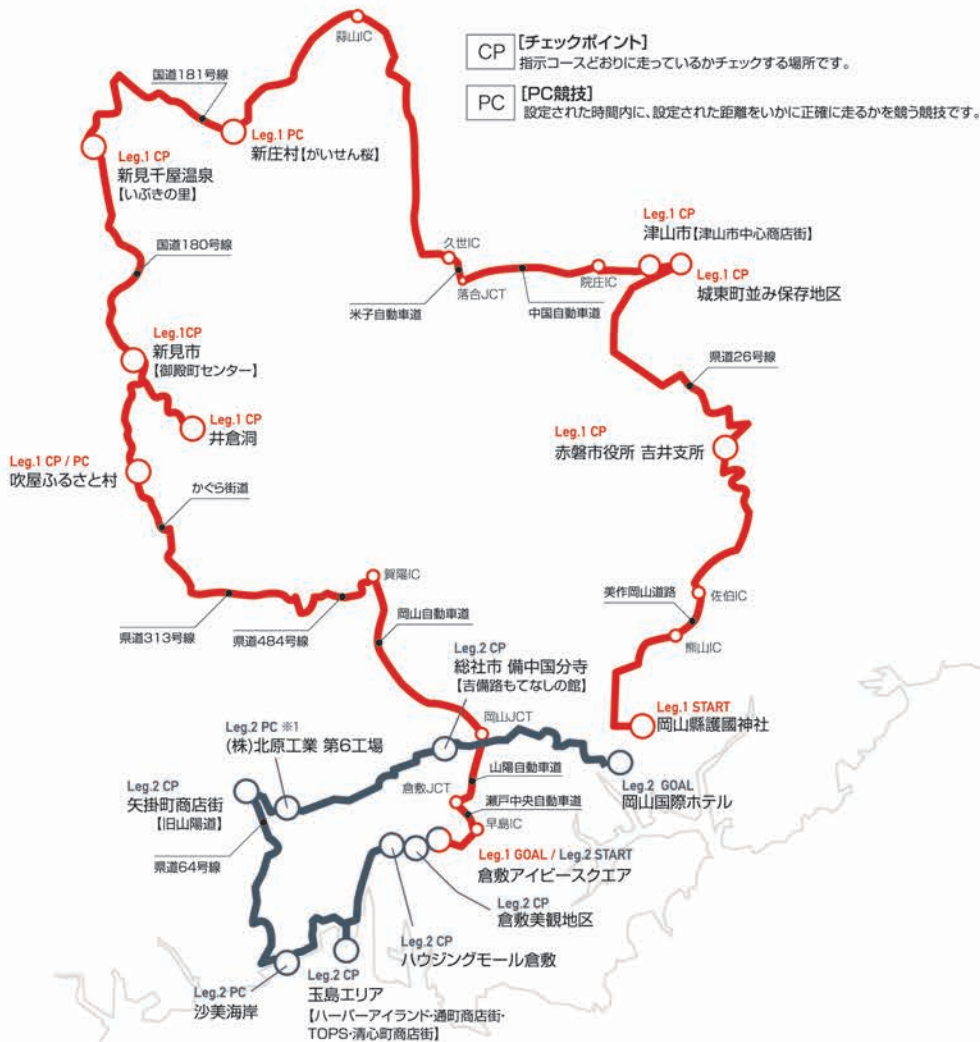 CP [チェックポイント]
指示コースどおりに走っているかチェックする場所です。
PC [PC競技]
設定された時間内に、設定された距離をいかに正確に走るかを競う競技です。
蒜山IC
国道181号線
Leg.1 PC
新庄村【がいせん桜】
Leg.1 CP
新見千屋温泉
【いぶきの里】
国道180号線
久世IC
米子自動車道
落合JCT
中国自動車道
院庄IC
Leg.1 CP
津山市【津山市中心商店街】
Leg.1 CP
城東町並み保存地区
県道26号線
Leg.1CP
新見市
【御殿町センター】
Leg.1 CP
井倉洞
Leg.1 CP
赤磐市役所 吉井支所
Leg.1 CP / PC
吹屋ふるさと村
かぐら街道
県道313号線
県道484号線
賀陽IC
岡山自動車道
佐伯IC
美作岡山道路
熊山IC
Leg.1 START
岡山縣護國神社
Leg.2 CP
総社市 備中国分寺
【吉備路もてなしの館】
岡山JCT
Leg.2 PC ※1
(株)北原工業 第6工場
山陽自動車道
倉敷JCT
瀬戸中央自動車道
早島IC
Leg.2 GOAL
岡山国際ホテル
Leg.2 CP
矢掛町商店街
【旧山陽道】
県道64号線
Leg.1 GOAL / Leg.2 START
倉敷アイビースクエア
Leg.2 CP
倉敷美観地区
Leg.2 CP
ハウジングモール倉敷
Leg.2 PC
沙美海岸
Leg.2 CP
玉島エリア
【ハーバーアイランド・通町商店街・
TOPS・清心町商店街】